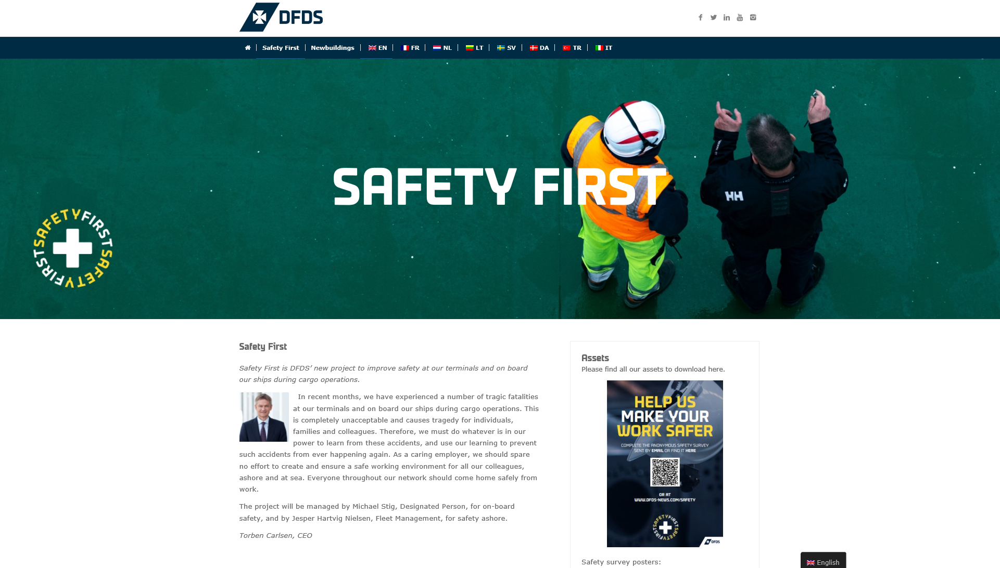 DFDS
Safety First
Newbuildings
EN
FR
NL
LT
SV
DA
TR
IT
SAFETY FIRST
HH
SAFETYFIRSTSAFETYFIRST
Safety First
Safety First is DFDS’ new project to improve safety at our terminals and on board
our ships during cargo operations.
In recent months, we have experienced a number of tragic fatalities
at our terminals and on board our ships during cargo operations. This
is completely unacceptable and causes tragedy for individuals,
families and colleagues. Therefore, we must do whatever is in our
power to learn from these accidents, and use our learning to prevent
such accidents from ever happening again. As a caring employer, we should spare
no effort to create and ensure a safe working environment for all our colleagues,
ashore and at sea. Everyone throughout our network should come home safely from
work.
The project will be managed by Michael Stig, Designated Person, for on-board
safety, and by Jesper Hartvig Nielsen, Fleet Management, for safety ashore.
Torben Carlsen, CEO
Assets
Please find all our assets to download here.
HELP US
MAKE YOUR
WORK SAFER
COMPLETE THE ANONYMOUS SAFETY SURVEY
SENT BY EMAIL OR FIND IT HERE
OR AT
WWW.DFDS-NEWS.COM/SAFETY
SAFETYFIRSTSAFETYFIRST
DFDS
Safety survey posters:
English